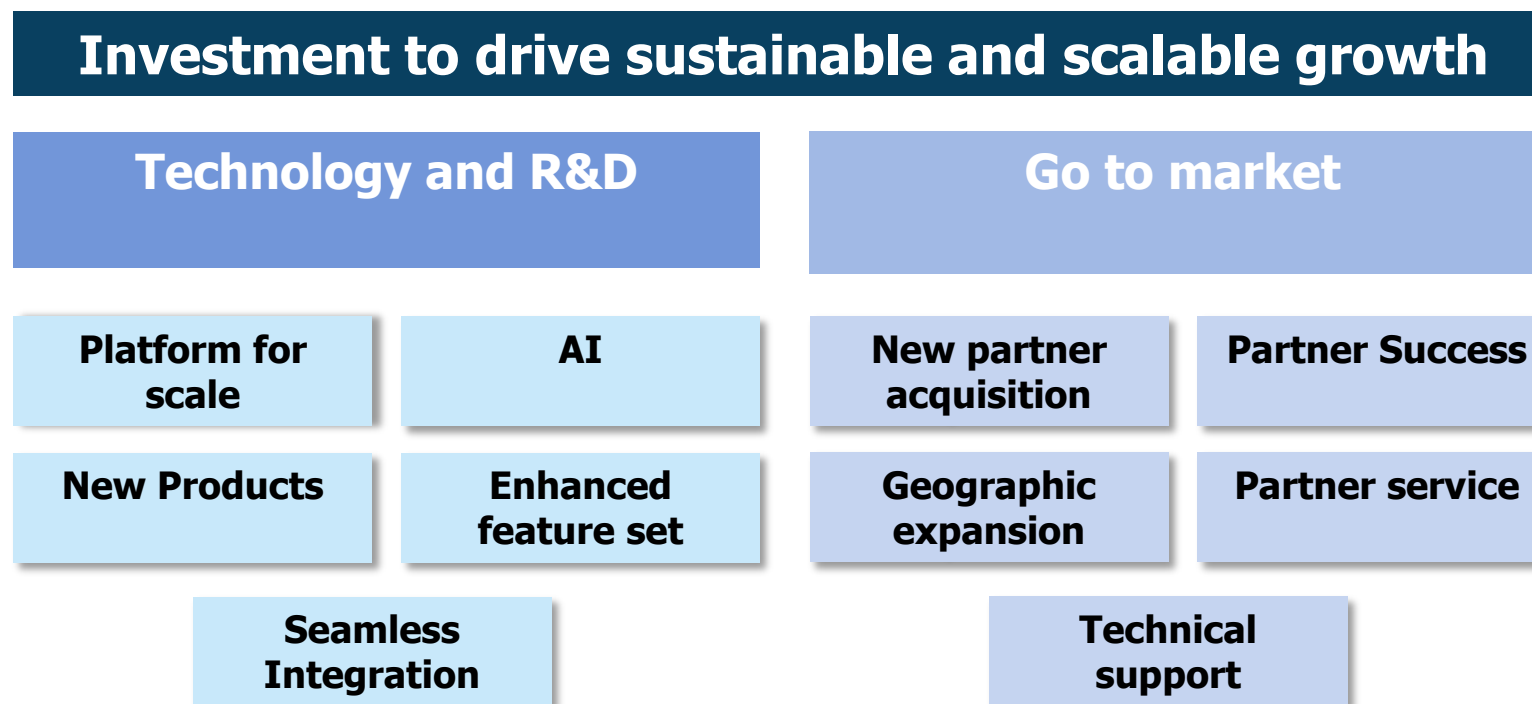 Investment to drive sustainable and scalable growth
Technology and R&D
Go to market
Platform for
scale
AI
New partner
acquisition
Partner Success
New Products
Enhanced
feature set
Geographic
expansion
Partner service
Seamless
Integration
Technical
support